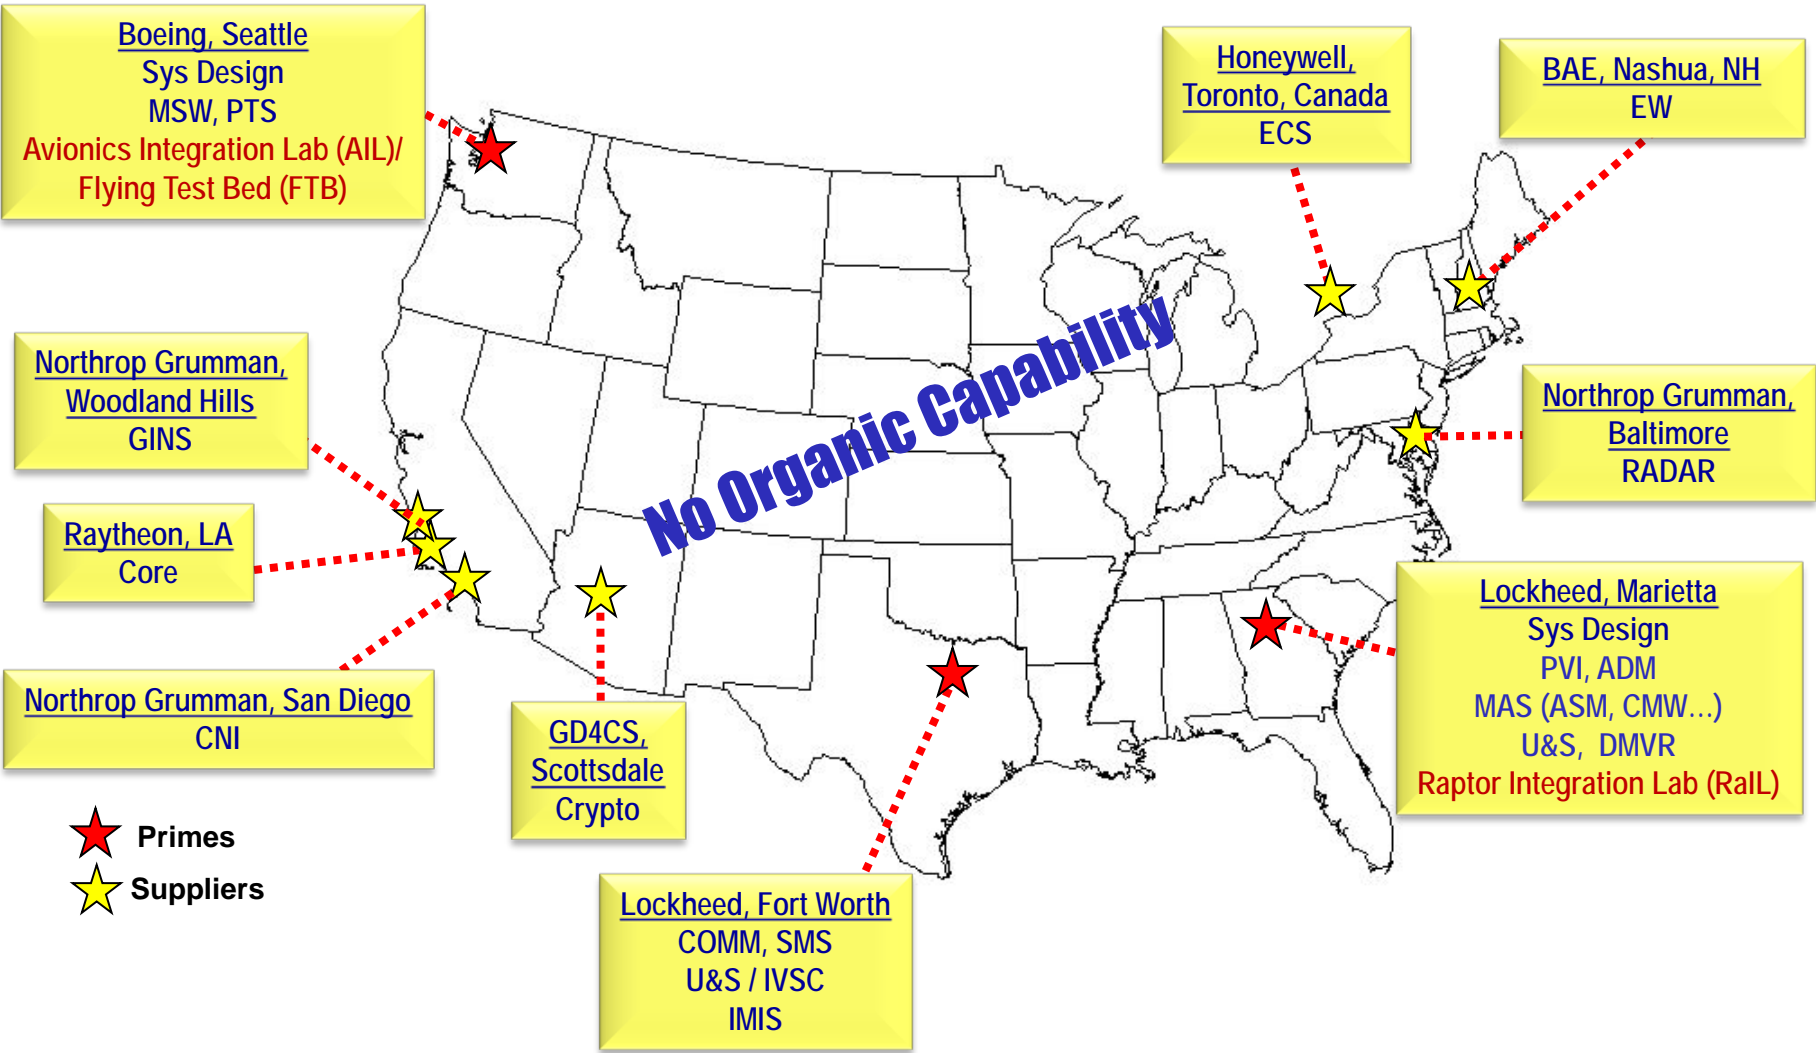 Boeing, Seattle
Sys Design
MSW, PTS
Avionics Integration Lab (AIL)/
Flying Test Bed (FTB)
Honeywell,
Toronto, Canada
ECS
BAE, Nashua, NH
EW
No Organic Capability
Northrop Grumman,
Woodland Hills
GINS
Northrop Grumman,
Baltimore
RADAR
Raytheon, LA
Core
Northrop Grumman, San Diego
CNI
GD4CS,
Scottsdale
Crypto
Lockheed, Marietta
Sys Design
PVI, ADM
MAS (ASM, CMW...)
U&S, DMVR
Raptor Integration Lab (RaIL)
Primes
Suppliers
Lockheed, Fort Worth
COMM, SMS
U&S / IVSC
IMIS